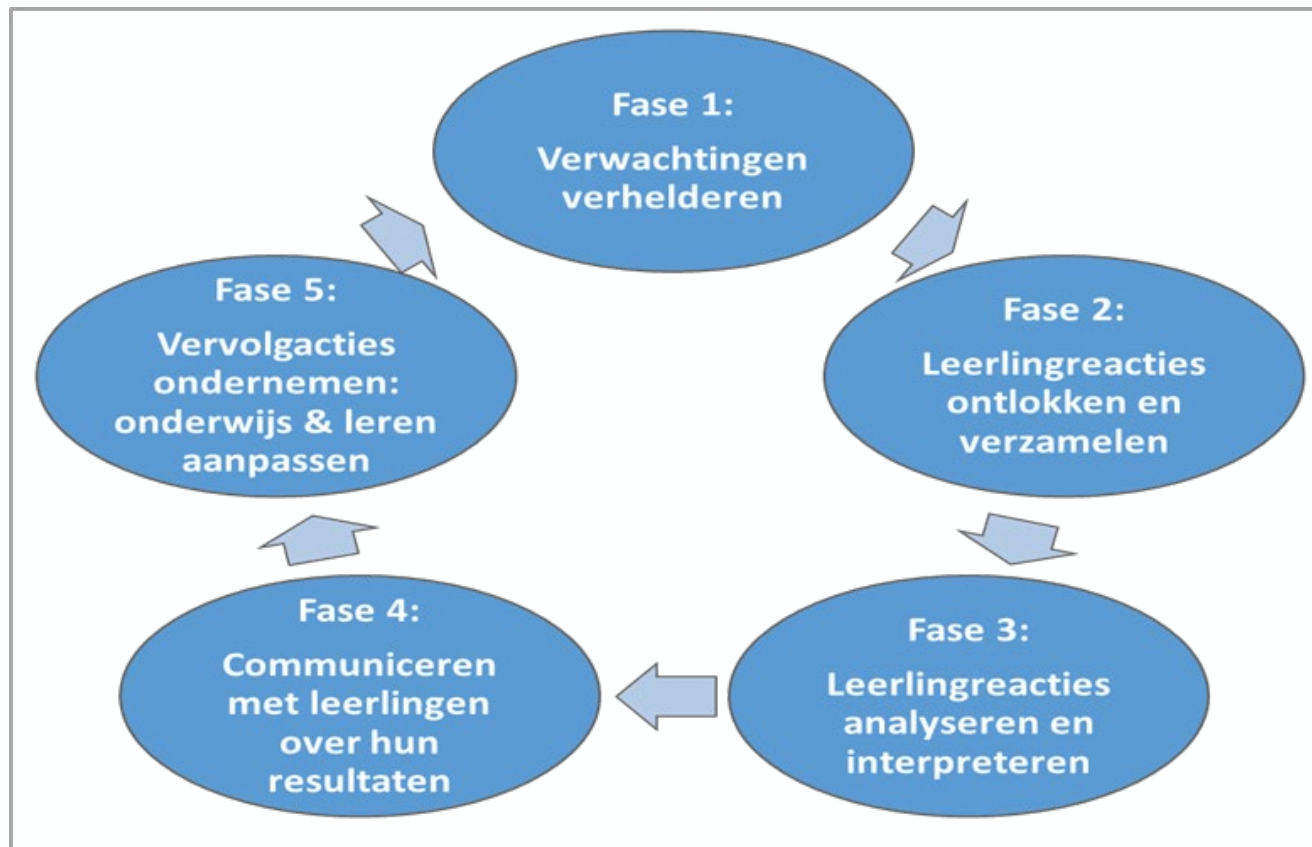 Fase 1:
Verwachtingen
verhelderen
Fase 2:
Leerlingreacties
ontlokken en
verzamelen
Fase 3:
Leerlingreacties
analyseren en
interpreteren
Fase 4:
Communiceren
met leerlingen
over hun
resultaten
Fase 5:
Vervolgacties
ondernemen:
onderwijs & leren
aanpassen